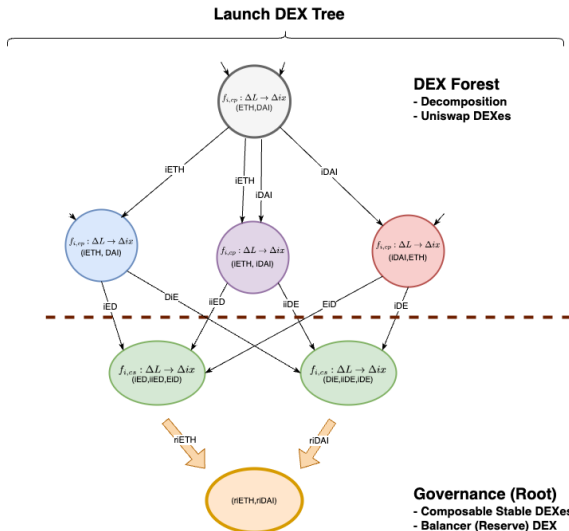 Launch DEX Tree
DEX Forest
- Decomposition
- Uniswap DEXes
f_{i,cp} : ΔL → Δix
(ETH,DAI)
iETH
iETH
iDAI
iDAI
f_{i,cp} : ΔL → Δix
(iETH, DAI)
f_{i,cp} : ΔL → Δix
(iETH, iDAI)
f_{i,cp} : ΔL → Δix
(iDAI,ETH)
iED
DiE
iiED
iiDE
EiD
iDE
f_{i,cs} : ΔL → Δix
(iED,iiED,EiD)
f_{i,cs} : ΔL → Δix
(DiE,iiDE,iDE)
riETH
riDAI
(riETH,riDAI)
Governance (Root)
- Composable Stable DEXes
- Balancer (Reserve) DEX